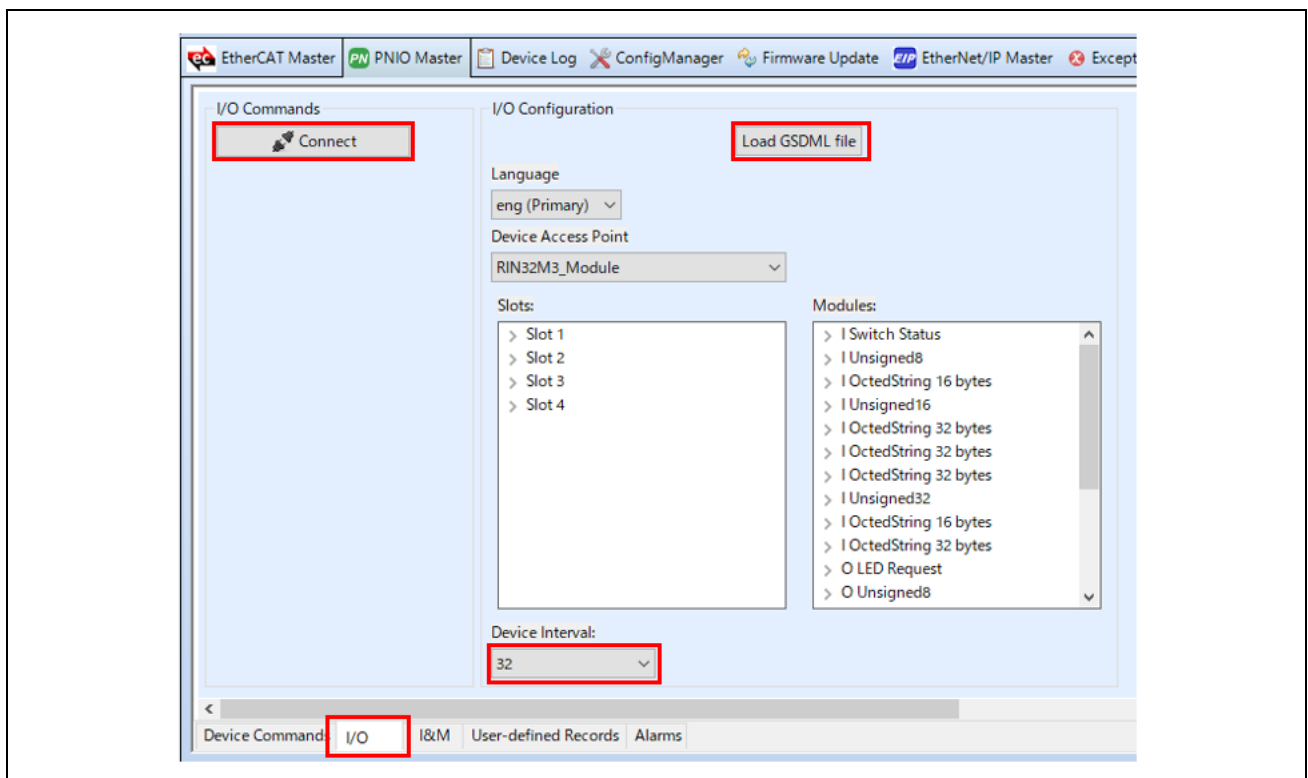 EtherCAT Master PN PNIO Master Device Log ConfigManager Firmware Update EIP EtherNet/IP Master Except
I/O Commands
Connect
I/O Configuration
Load GSDML file
Language
eng (Primary)
Device Access Point
RIN32M3_Module
Slots:
Slot 1
Slot 2
Slot 3
Slot 4
Modules:
I Switch Status
I Unsigned8
I OctedString 16 bytes
I Unsigned16
I OctedString 32 bytes
I OctedString 32 bytes
I OctedString 32 bytes
I Unsigned32
I OctedString 16 bytes
I OctedString 32 bytes
O LED Request
O Unsigned8
Device Interval:
32
Device Commands I/O I&M User-defined Records Alarms